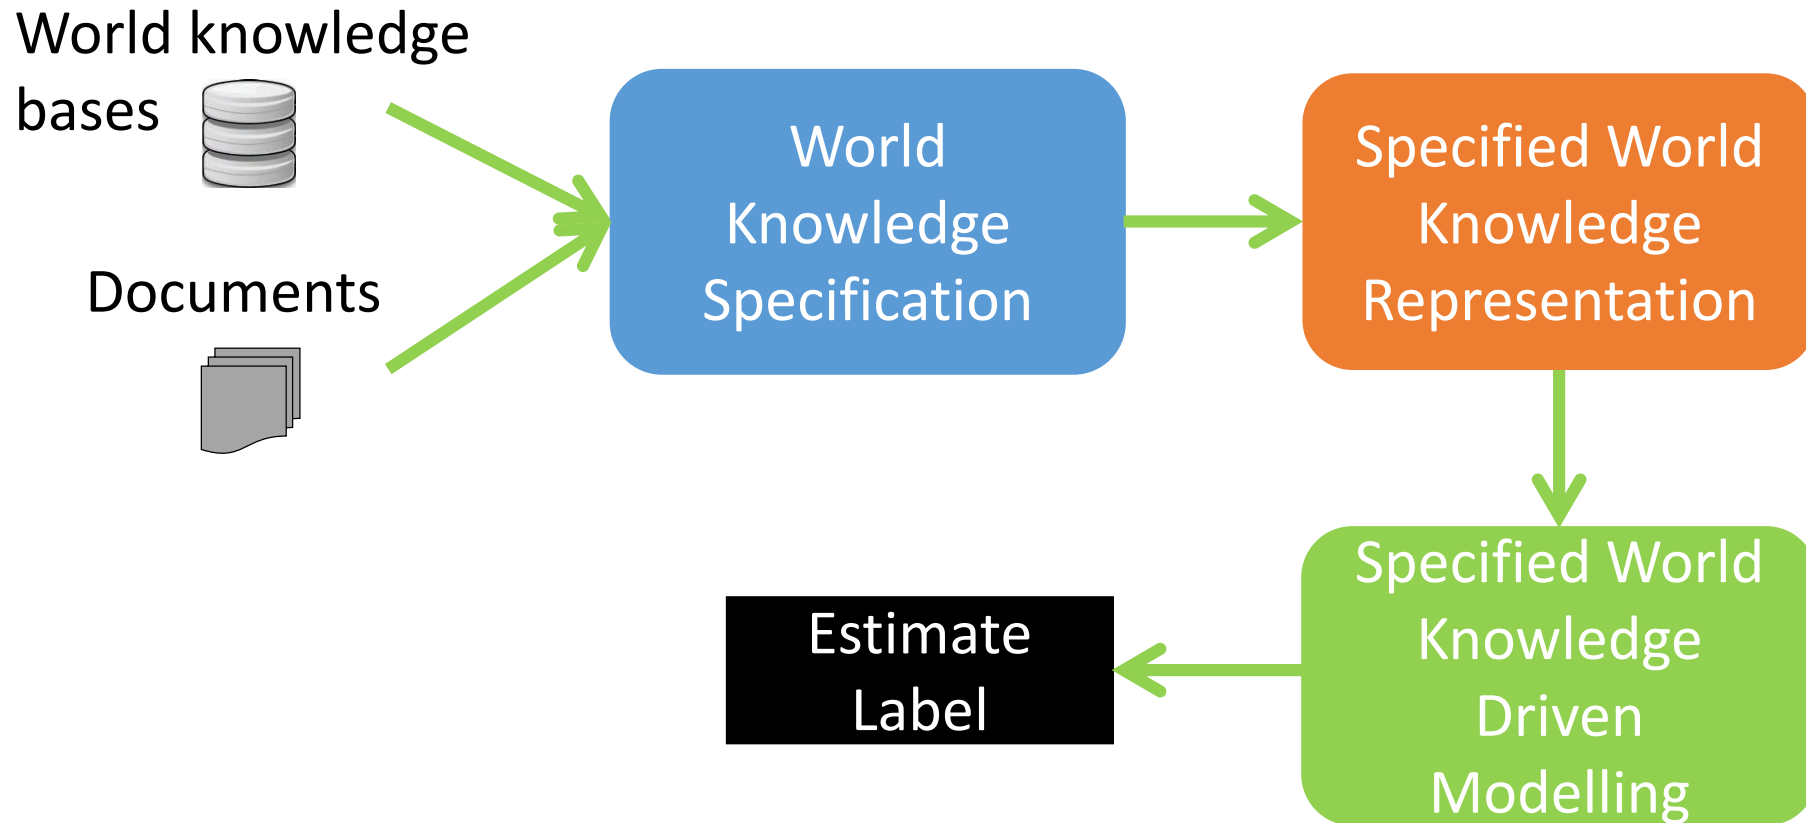 World knowledge
bases
Documents
World
Knowledge
Specification
Specified World
Knowledge
Representation
Specified World
Knowledge
Driven
Modelling
Estimate
Label